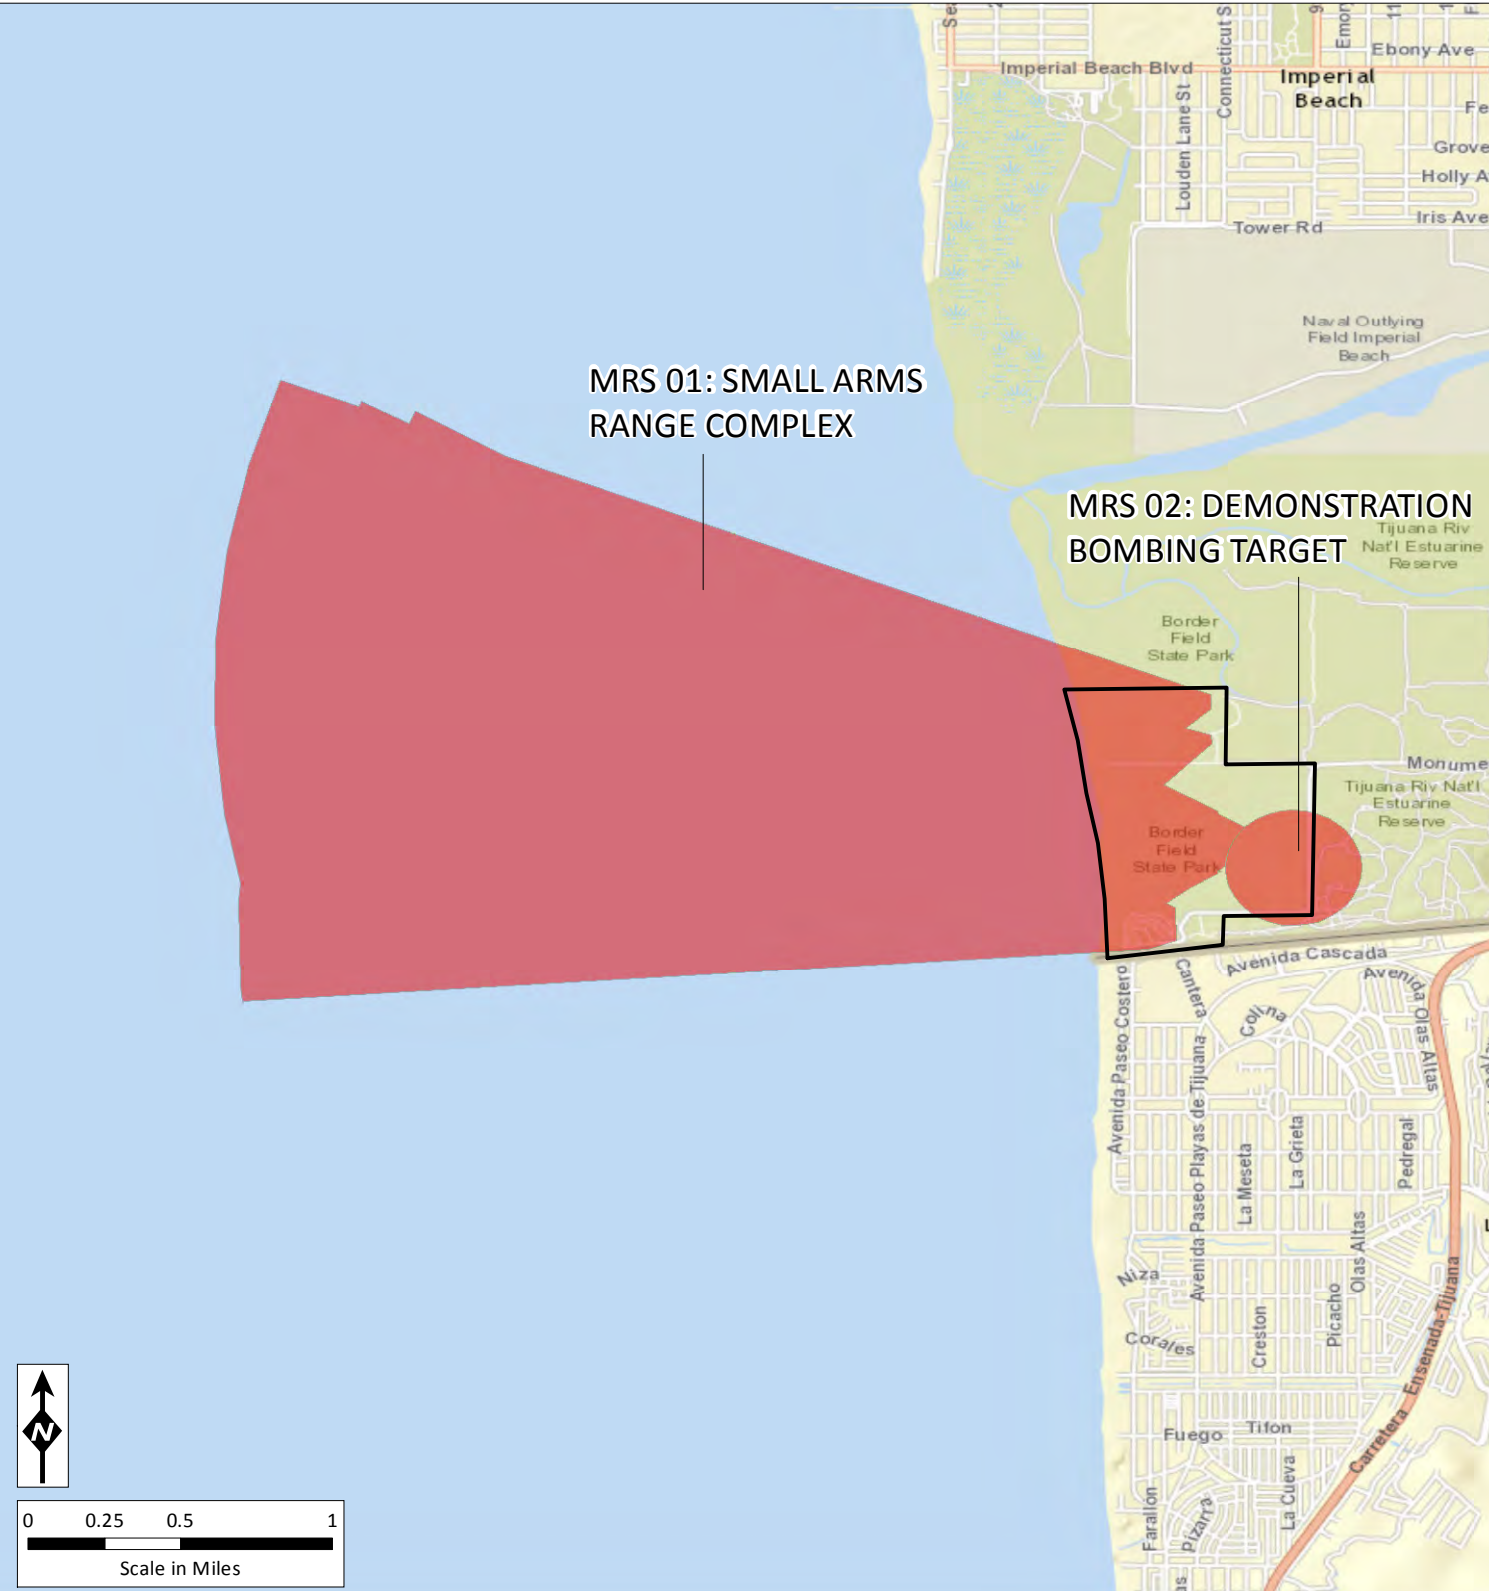 Connecticut S
Emor
11
9
Ebony Ave
Imperial Beach Blvd
Imperial
Beach
Louden Lane St
Fe
Grove
Holly A
Iris Ave
Tower Rd
Naval Outlying
Field Imperial
Beach
MRS 01: SMALL ARMS
RANGE COMPLEX
MRS 02: DEMONSTRATION
BOMBING TARGET
Tijuana Riv
Nat'l Estuarine
Reserve
Border
Field
State Park
Monume
Tijuana Riv Nat'l
Estuarine
Reserve
Border
Field
State Park
Avenida Cascada
Avenida Olas Altas
Cantera
Colina
Avenida Paseo Costero
Avenida Paseo Playas de Tijuana
La Meseta
La Grieta
Pedregal
Olas Altas
Niza
Corales
Creston
Picacho
Carretera Ensenada-Tijuana
Fuego
Tifon
Farallón
Pizarra
La Cueva
N
0 0.25 0.5 1
Scale in Miles